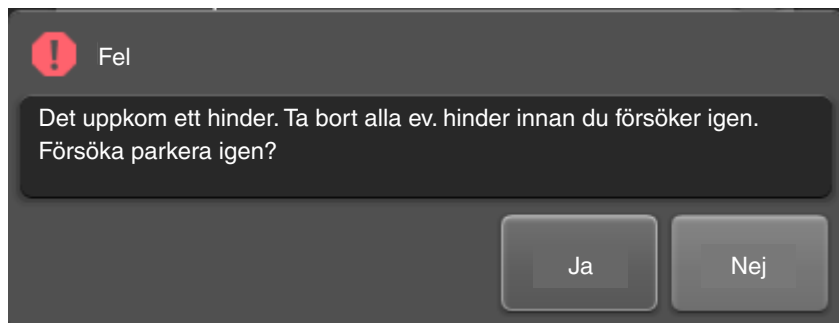 Fel
Det uppkom ett hinder. Ta bort alla ev. hinder innan du försöker igen.
Försöka parkera igen?
Ja
Nej